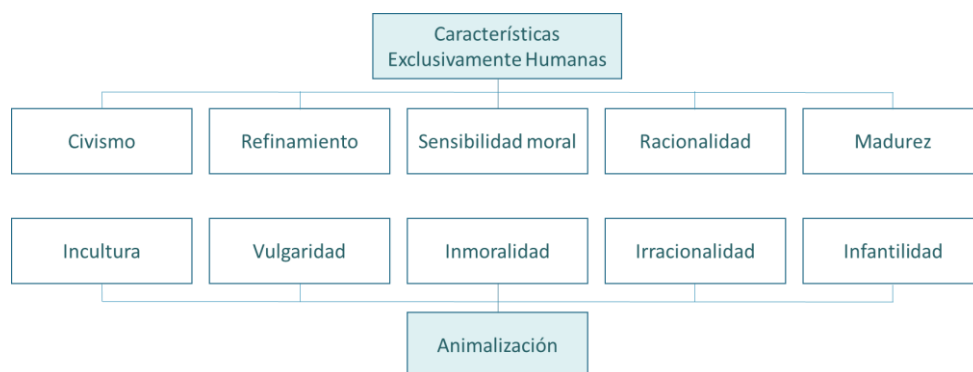 Características
Exclusivamente Humanas
Civismo
Refinamiento
Sensibilidad moral
Racionalidad
Madurez
Incultura
Vulgaridad
Inmoralidad
Irracionalidad
Infantilidad
Animalización